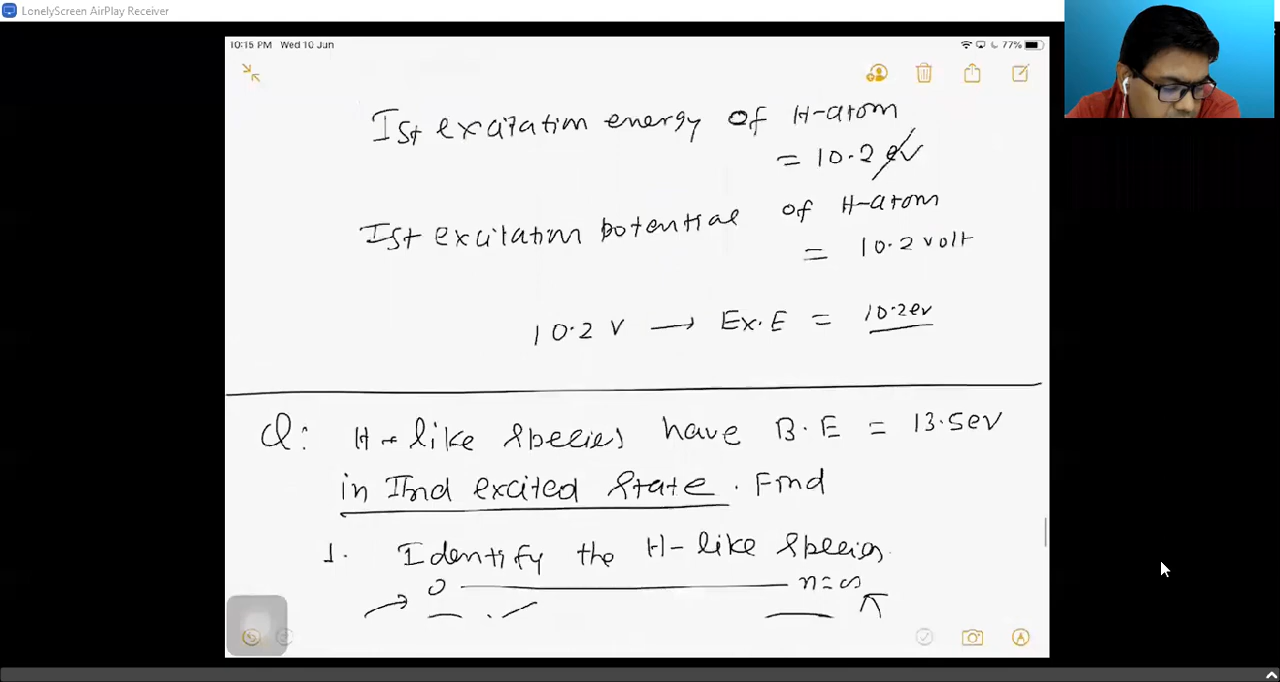 LonelyScreen AirPlay Receiver
10:15 PM Wed 10 Jun
77%
Ist excitation energy of H-atom
= 10.2 eV
Ist excitation potential of H-atom
= 10.2 volt
10.2 V → Ex.E = 10.2ev
Q: H-like species have B.E = 13.5eV
in IInd excited state. Find
1. Identify the H-like species.
0 n=∞